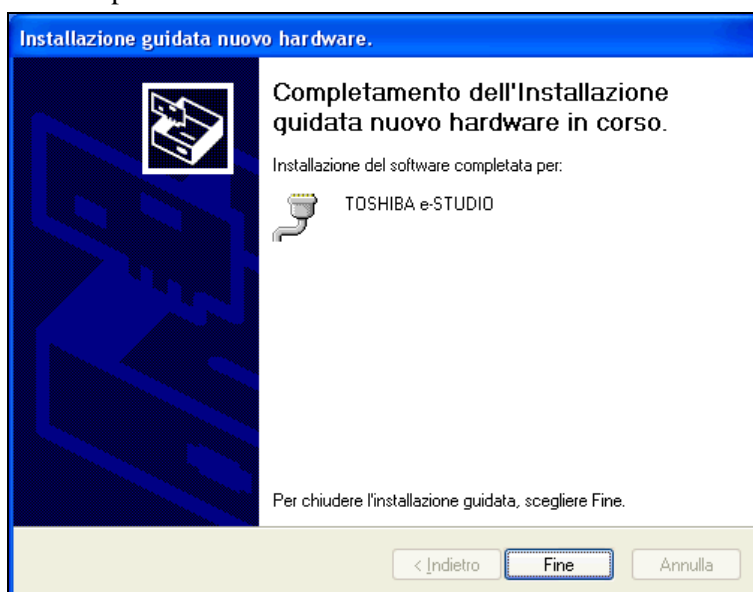 Installazione guidata nuovo hardware.
Completamento dell'Installazione
guidata nuovo hardware in corso.
Installazione del software completata per:
TOSHIBA e-STUDIO
Per chiudere l'installazione guidata, scegliere Fine.
< Indietro
Fine
Annulla